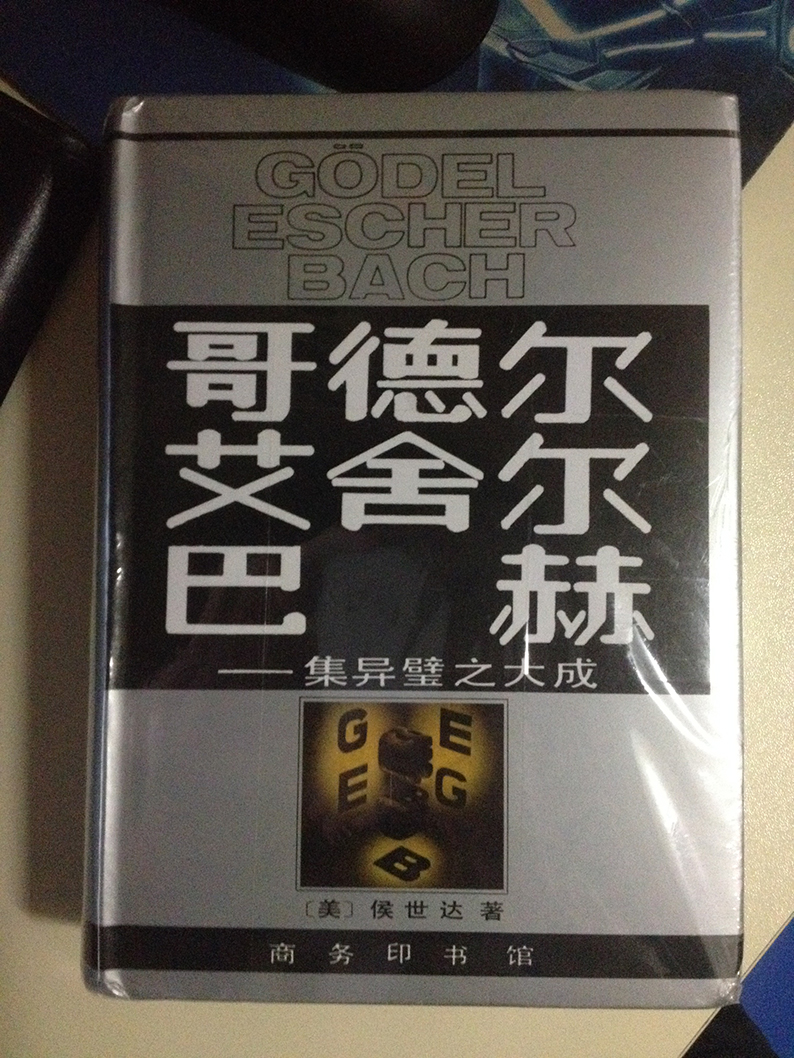 GÖDEL
ESCHER
BACH
哥德尔
艾舍尔
巴 赫
——集异璧之大成
G E
E G
B
〔美〕侯世达 著
商务印书馆